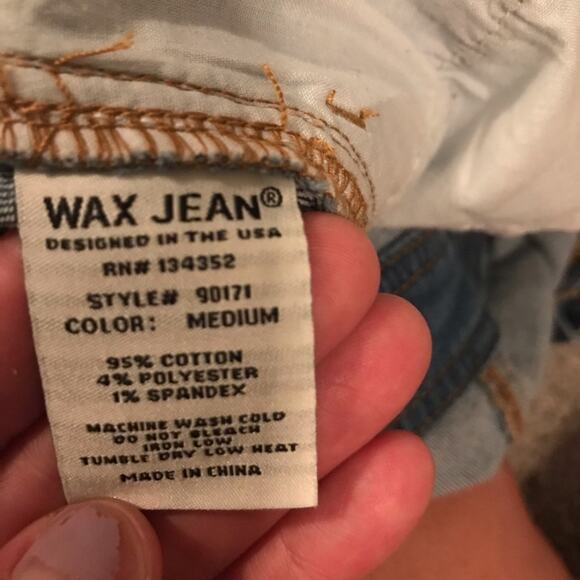 WAX JEAN®
DESIGNED IN THE USA
RN# 134352
STYLE# 90171
COLOR: MEDIUM
95% COTTON
4% POLYESTER
1% SPANDEX
MACHINE WASH COLD
DO NOT BLEACH
IRON LOW
TUMBLE DRY LOW HEAT
MADE IN CHINA